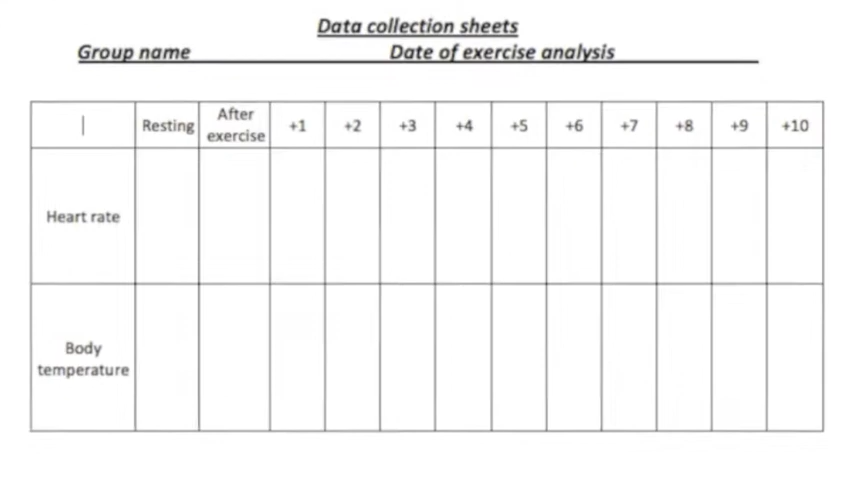 Data collection sheets
Group name Date of exercise analysis
Resting After exercise +1 +2 +3 +4 +5 +6 +7 +8 +9 +10
Heart rate
Body temperature